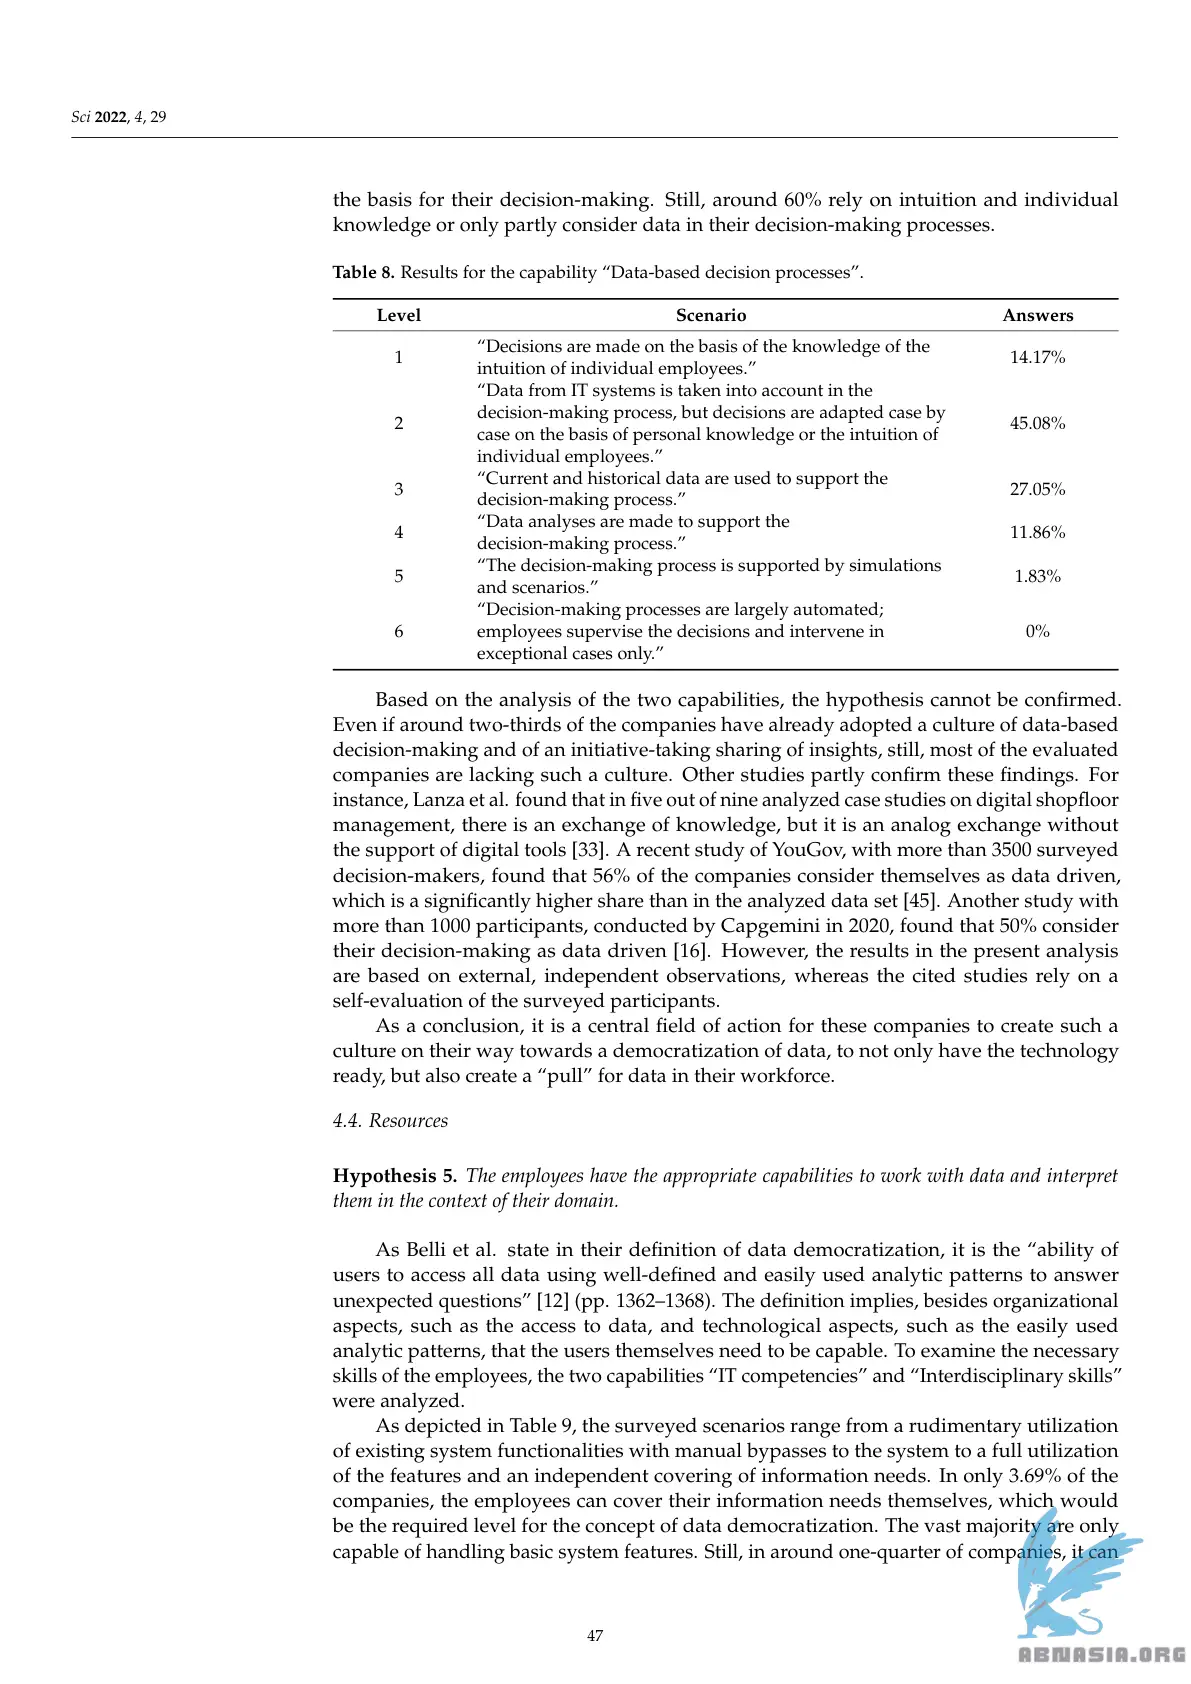 Sci 2022, 4, 29
the basis for their decision-making. Still, around 60% rely on intuition and individual
knowledge or only partly consider data in their decision-making processes.
Table 8. Results for the capability “Data-based decision processes”.
Level Scenario Answers
1 “Decisions are made on the basis of the knowledge of the
intuition of individual employees.” 14.17%
“Data from IT systems is taken into account in the
2 decision-making process, but decisions are adapted case by
case on the basis of personal knowledge or the intuition of 45.08%
individual employees.”
3 “Current and historical data are used to support the
decision-making process.” 27.05%
4 “Data analyses are made to support the
decision-making process.” 11.86%
5 “The decision-making process is supported by simulations
and scenarios.” 1.83%
“Decision-making processes are largely automated;
6 employees supervise the decisions and intervene in 0%
exceptional cases only.”
Based on the analysis of the two capabilities, the hypothesis cannot be confirmed.
Even if around two-thirds of the companies have already adopted a culture of data-based
decision-making and of an initiative-taking sharing of insights, still, most of the evaluated
companies are lacking such a culture. Other studies partly confirm these findings. For
instance, Lanza et al. found that in five out of nine analyzed case studies on digital shopfloor
management, there is an exchange of knowledge, but it is an analog exchange without
the support of digital tools [33]. A recent study of YouGov, with more than 3500 surveyed
decision-makers, found that 56% of the companies consider themselves as data driven,
which is a significantly higher share than in the analyzed data set [45]. Another study with
more than 1000 participants, conducted by Capgemini in 2020, found that 50% consider
their decision-making as data driven [16]. However, the results in the present analysis
are based on external, independent observations, whereas the cited studies rely on a
self-evaluation of the surveyed participants.
As a conclusion, it is a central field of action for these companies to create such a
culture on their way towards a democratization of data, to not only have the technology
ready, but also create a “pull” for data in their workforce.
4.4. Resources
Hypothesis 5. The employees have the appropriate capabilities to work with data and interpret
them in the context of their domain.
As Belli et al. state in their definition of data democratization, it is the “ability of
users to access all data using well-defined and easily used analytic patterns to answer
unexpected questions” [12] (pp. 1362–1368). The definition implies, besides organizational
aspects, such as the access to data, and technological aspects, such as the easily used
analytic patterns, that the users themselves need to be capable. To examine the necessary
skills of the employees, the two capabilities “IT competencies” and “Interdisciplinary skills”
were analyzed.
As depicted in Table 9, the surveyed scenarios range from a rudimentary utilization
of existing system functionalities with manual bypasses to the system to a full utilization
of the features and an independent covering of information needs. In only 3.69% of the
companies, the employees can cover their information needs themselves, which would
be the required level for the concept of data democratization. The vast majority are only
capable of handling basic system features. Still, in around one-quarter of companies, it can
47
ABNASIA.ORG